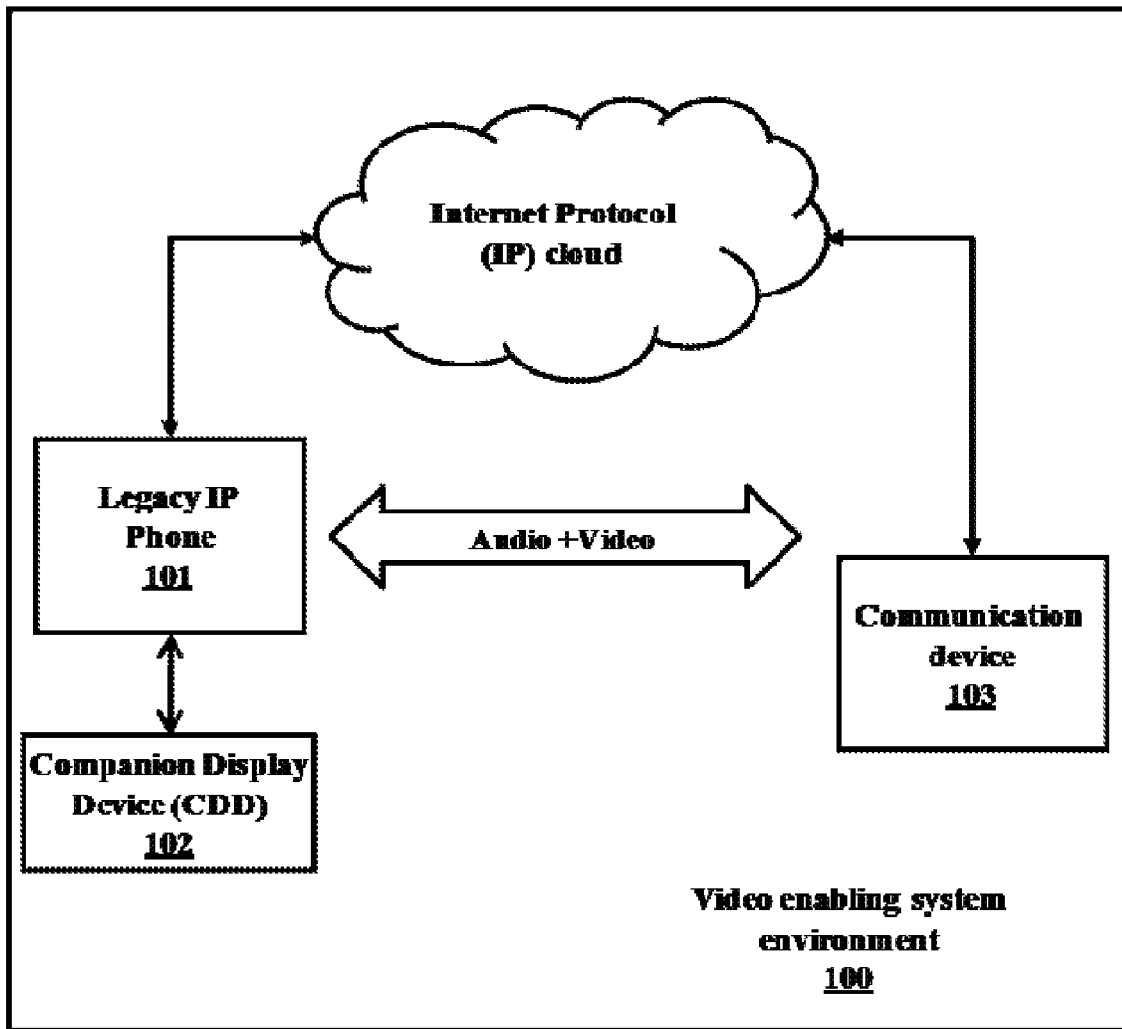 Internet Protocol
(IP) cloud
Legacy IP
Phone
101
Audio +Video
Communication
device
103
Companion Display
Device (CDD)
102
Video enabling system
environment
100